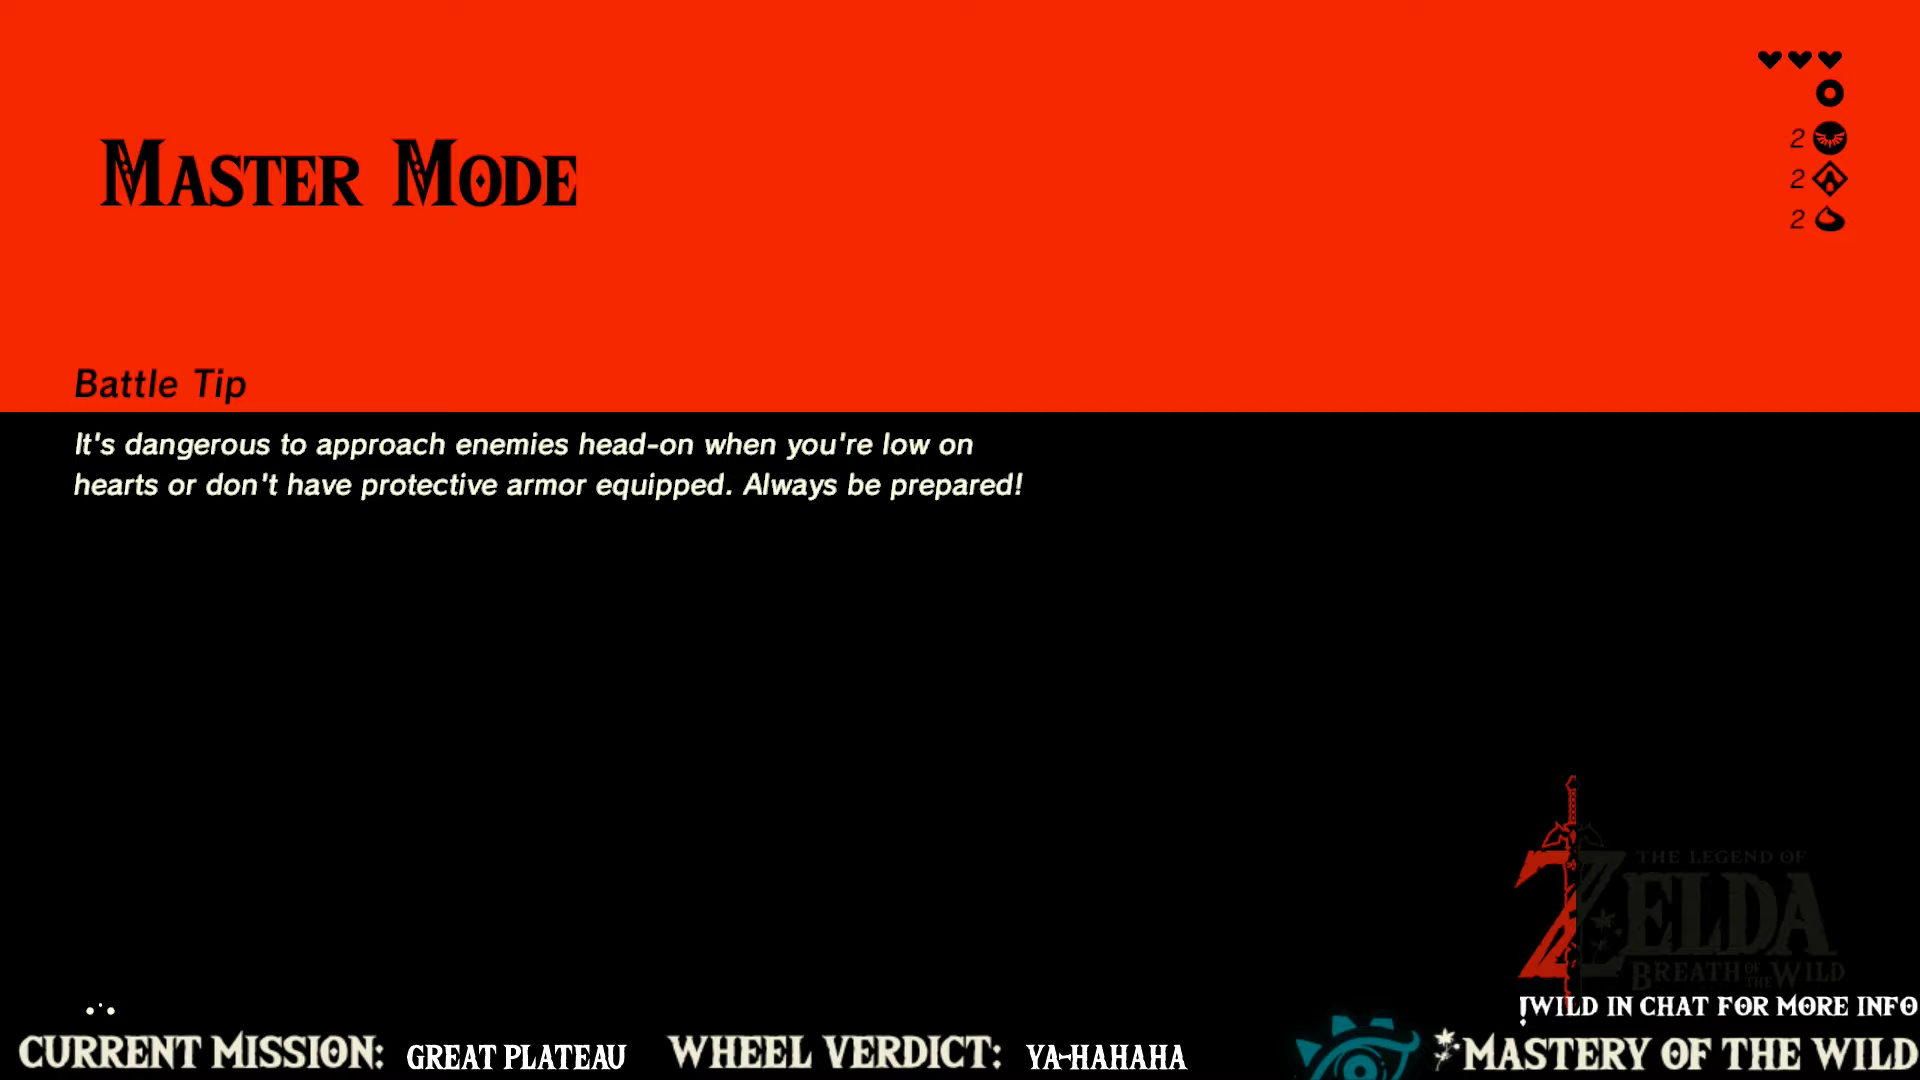 Master Mode
2
2
2
Battle Tip
It's dangerous to approach enemies head-on when you're low on
hearts or don't have protective armor equipped. Always be prepared!
THE LEGEND OF
ZELDA
BREATH OF THE WILD
!WILD IN CHAT FOR MORE INFO
CURRENT MISSION: GREAT PLATEAU WHEEL VERDICT: YA-HAHAHA MASTERY OF THE WILD